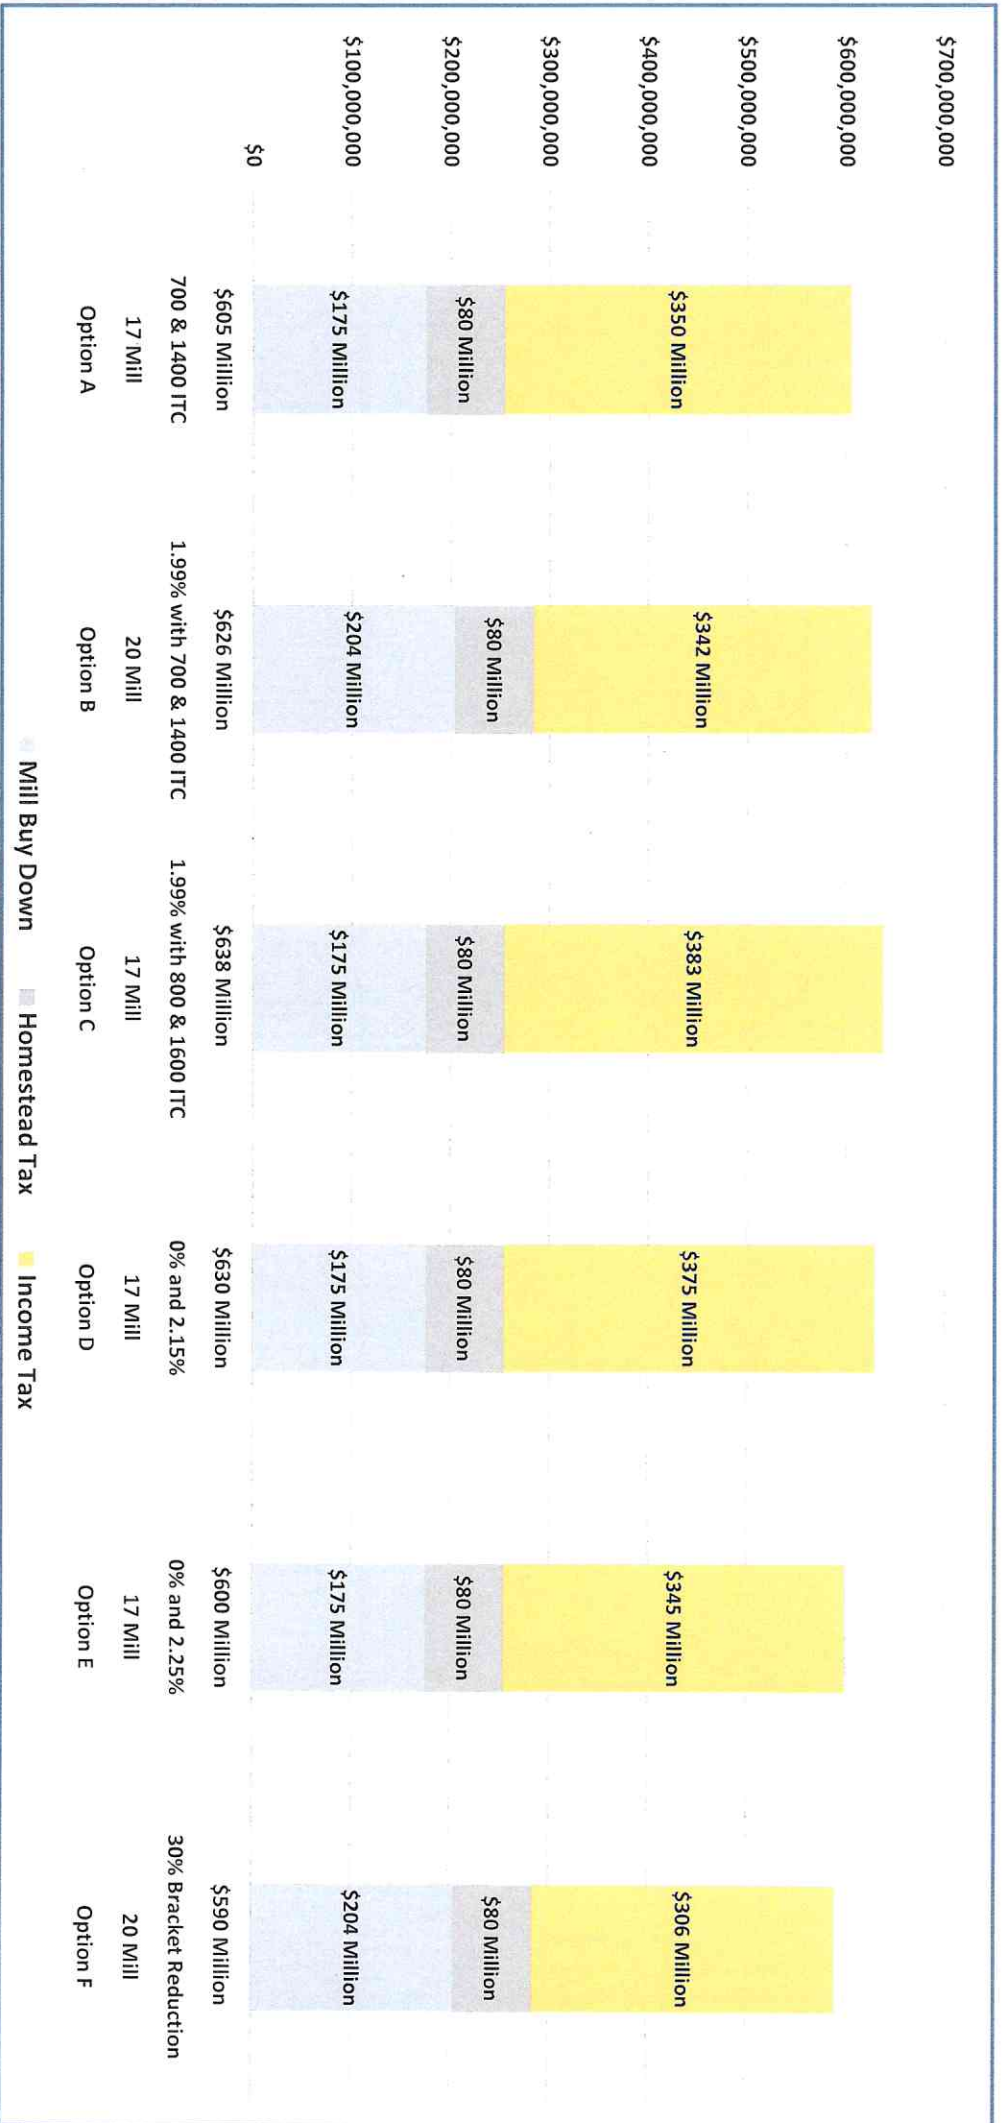 $700,000,000
$600,000,000
$500,000,000
$400,000,000
$300,000,000
$200,000,000
$100,000,000
$0
$350 Million
$80 Million
$175 Million
$605 Million
700 & 1400 ITC
17 Mill
Option A
$342 Million
$80 Million
$204 Million
$626 Million
1.99% with 700 & 1400 ITC
20 Mill
Option B
$383 Million
$80 Million
$175 Million
$638 Million
1.99% with 800 & 1600 ITC
17 Mill
Option C
$375 Million
$80 Million
$175 Million
$630 Million
0% and 2.15%
17 Mill
Option D
$345 Million
$80 Million
$175 Million
$600 Million
0% and 2.25%
17 Mill
Option E
$306 Million
$80 Million
$204 Million
$590 Million
30% Bracket Reduction
20 Mill
Option F
Mill Buy Down Homestead Tax Income Tax